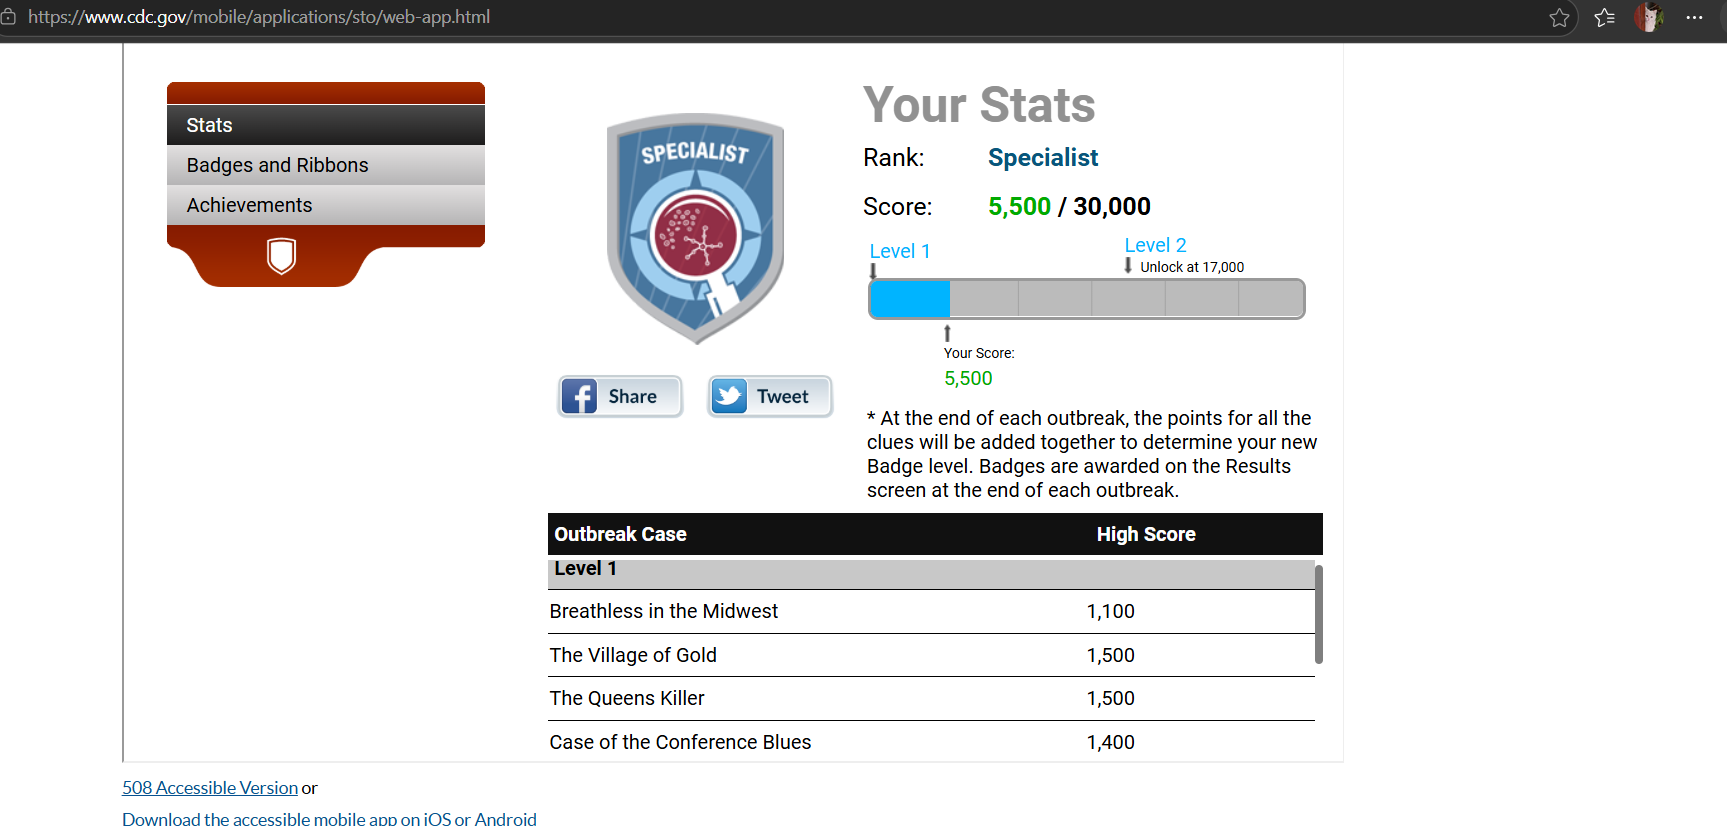 https://www.cdc.gov/mobile/applications/sto/web-app.html
Stats
Badges and Ribbons
Achievements
SPECIALIST
Share
Tweet
Your Stats
Rank: Specialist
Score: 5,500 / 30,000
Level 1
Level 2
Unlock at 17,000
Your Score:
5,500
* At the end of each outbreak, the points for all the
clues will be added together to determine your new
Badge level. Badges are awarded on the Results
screen at the end of each outbreak.
Outbreak Case High Score
Level 1
Breathless in the Midwest 1,100
The Village of Gold 1,500
The Queens Killer 1,500
Case of the Conference Blues 1,400
508 Accessible Version or
Download the accessible mobile app on iOS or Android